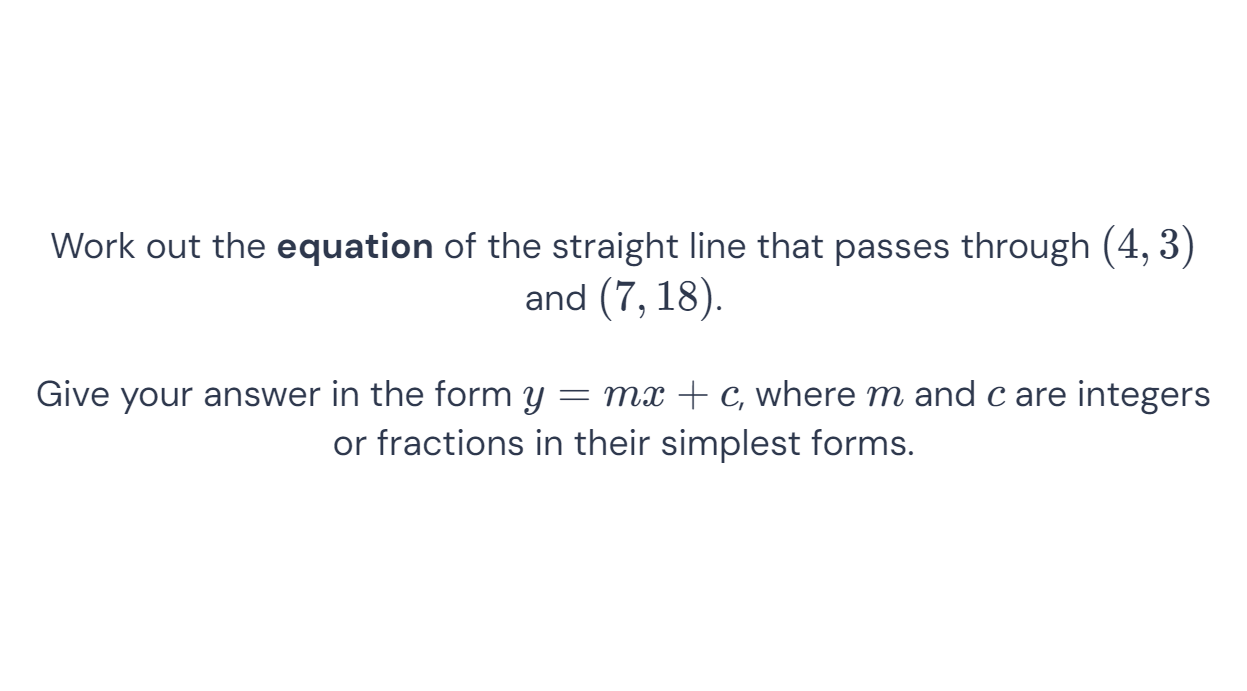 Work out the equation of the straight line that passes through (4, 3)
and (7, 18).
Give your answer in the form y = mx + c, where m and c are integers
or fractions in their simplest forms.